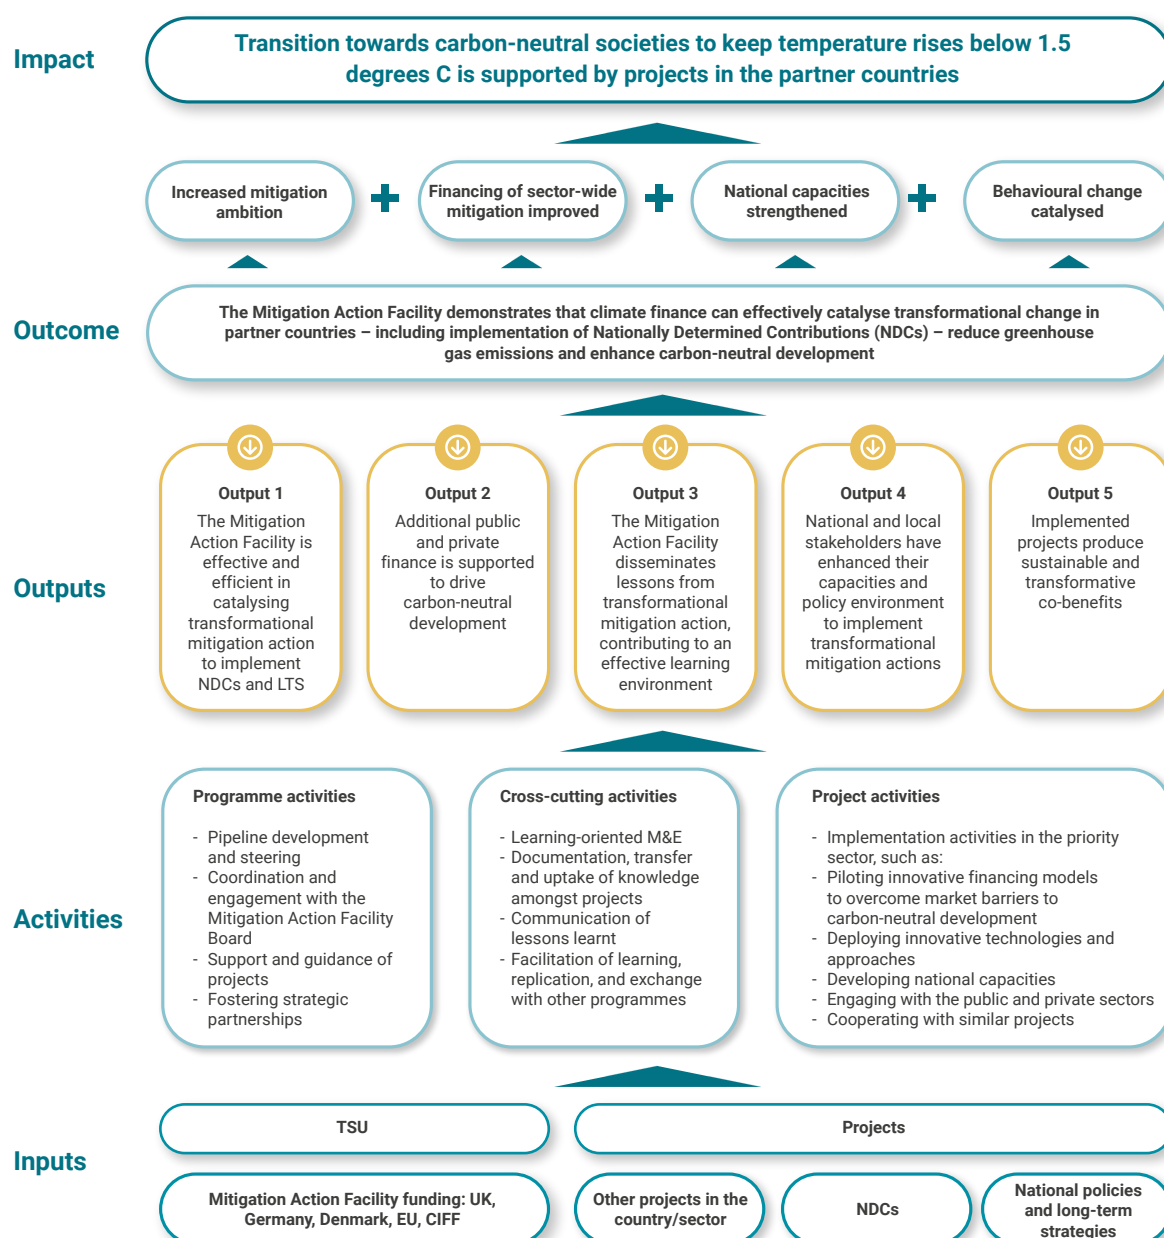 Impact
Transition towards carbon-neutral societies to keep temperature rises below 1.5
degrees C is supported by projects in the partner countries
Increased mitigation
ambition
Financing of sector-wide
mitigation improved
National capacities
strengthened
Behavioural change
catalysed
Outcome
The Mitigation Action Facility demonstrates that climate finance can effectively catalyse transformational change in
partner countries – including implementation of Nationally Determined Contributions (NDCs) – reduce greenhouse
gas emissions and enhance carbon-neutral development
Outputs
Output 1
The Mitigation
Action Facility is
effective and
efficient in
catalysing
transformational
mitigation action
to implement
NDCs and LTS
Output 2
Additional public
and private
finance is supported
to drive
carbon-neutral
development
Output 3
The Mitigation
Action Facility
disseminates
lessons from
transformational
mitigation action,
contributing to an
effective learning
environment
Output 4
National and local
stakeholders have
enhanced their
capacities and
policy environment
to implement
transformational
mitigation actions
Output 5
Implemented
projects produce
sustainable and
transformative
co-benefits
Activities
Programme activities
- Pipeline development
and steering
- Coordination and
engagement with the
Mitigation Action Facility
Board
- Support and guidance of
projects
- Fostering strategic
partnerships
Cross-cutting activities
- Learning-oriented M&E
- Documentation, transfer
and uptake of knowledge
amongst projects
- Communication of
lessons learnt
- Facilitation of learning,
replication, and exchange
with other programmes
Project activities
- Implementation activities in the priority
sector, such as:
- Piloting innovative financing models
to overcome market barriers to
carbon-neutral development
- Deploying innovative technologies and
approaches
- Developing national capacities
- Engaging with the public and private sectors
- Cooperating with similar projects
Inputs
TSU
Projects
Mitigation Action Facility funding: UK,
Germany, Denmark, EU, CIFF
Other projects in the
country/sector
NDCs
National policies
and long-term
strategies